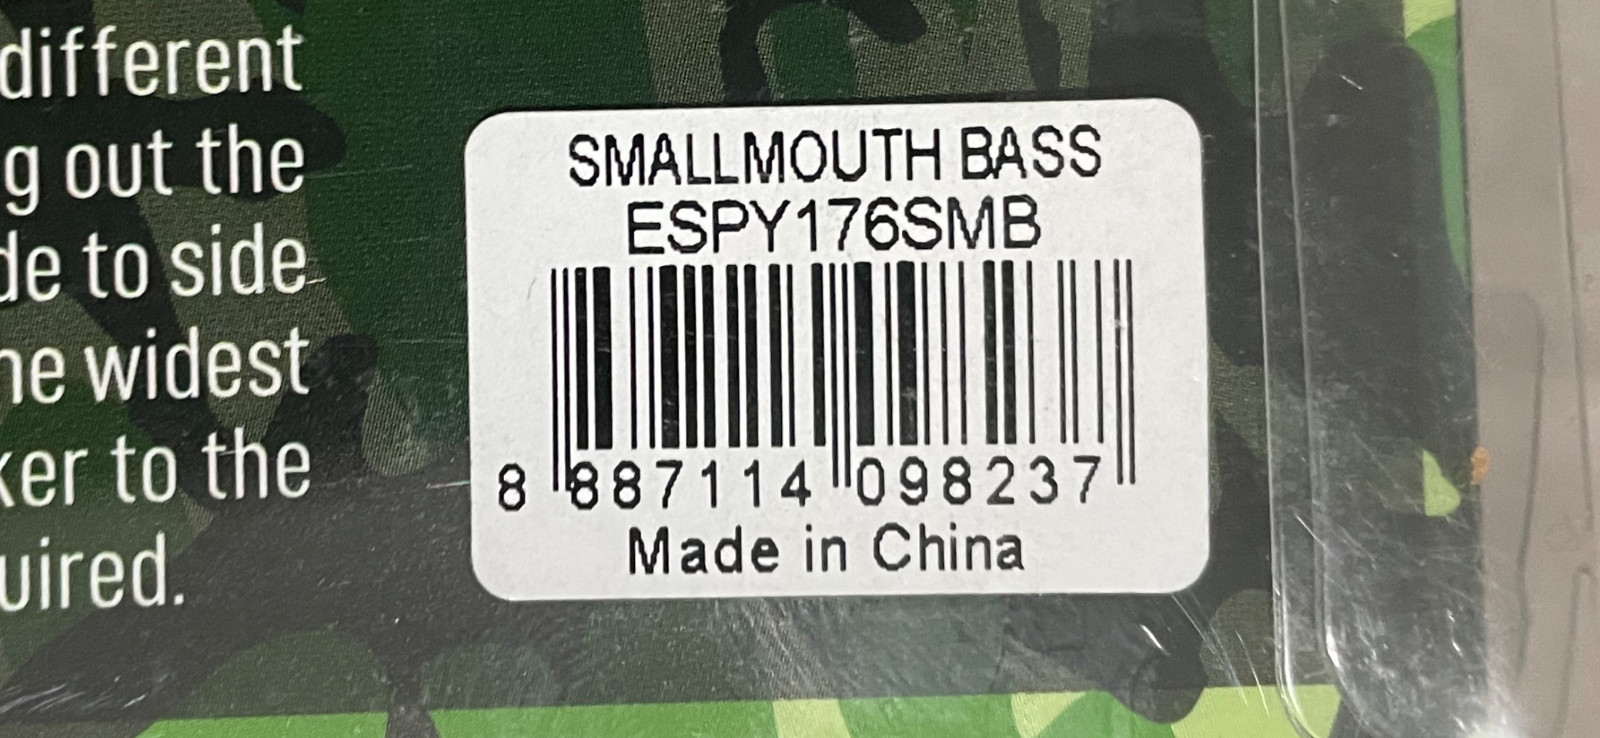 different
g out the
de to side
he widest
ker to the
uired.
SMALLMOUTH BASS
ESPY176SMB
8 887114 098237
Made in China